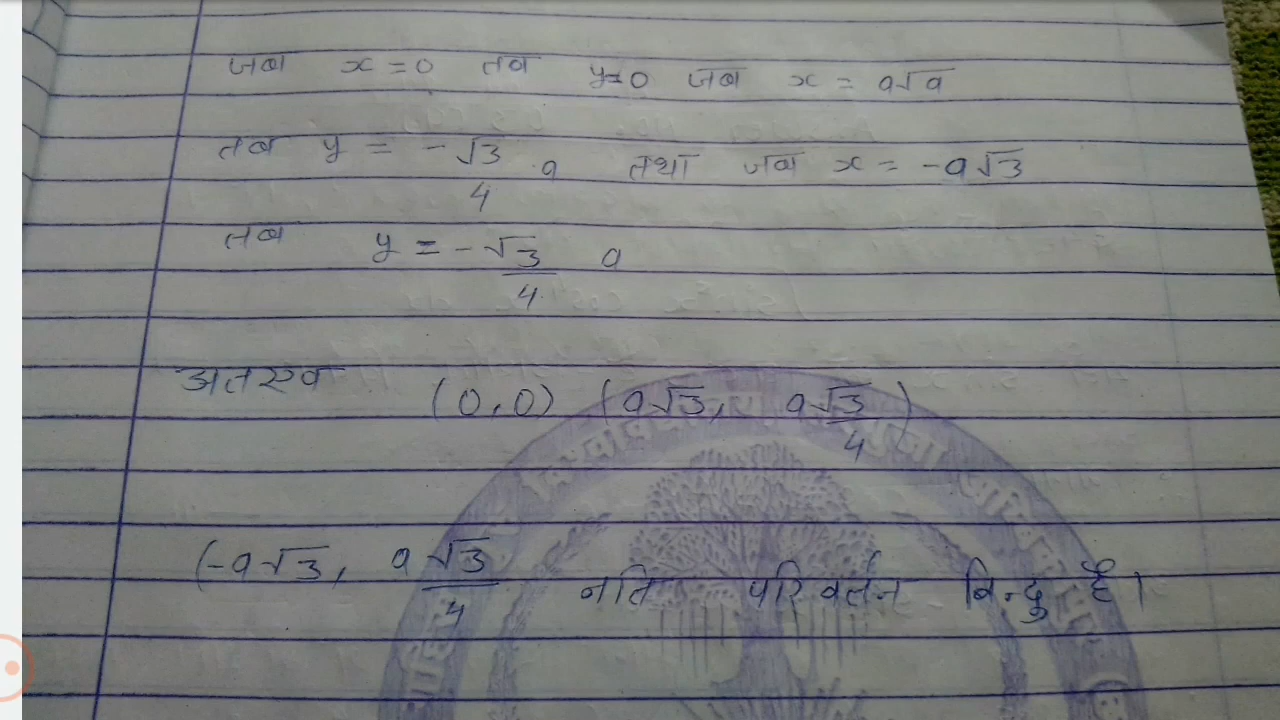 जब x = 0 तब y=0 जब x = a√a
तब y = -√3/4 a तथा जब x = -a√3
तब y = -√3/4 a
अतएव (0,0) (a√3, a√3/4)
(-a√3, a√3/4 नति परिवर्तन बिन्दु है।